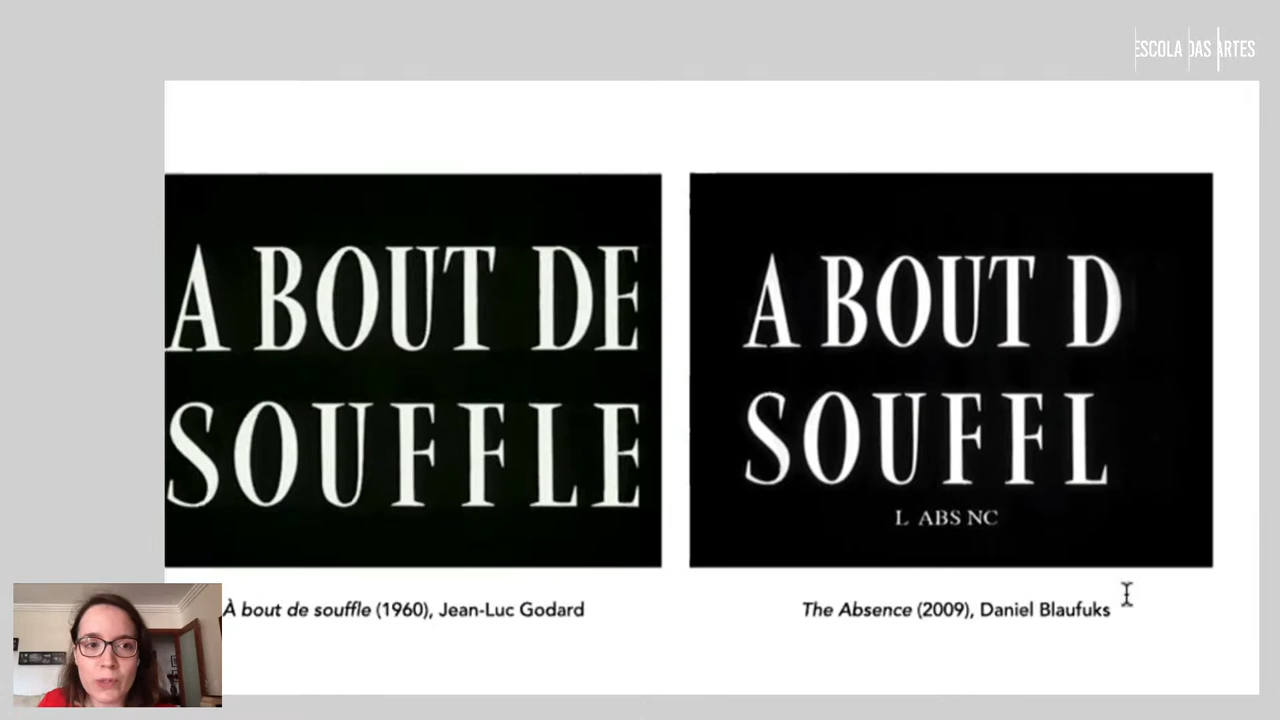 ESCOLA DAS ARTES
A BOUT DE
SOUFFLE
A BOUT D
SOUFFL
L ABS NC
À bout de souffle (1960), Jean-Luc Godard
The Absence (2009), Daniel Blaufuks